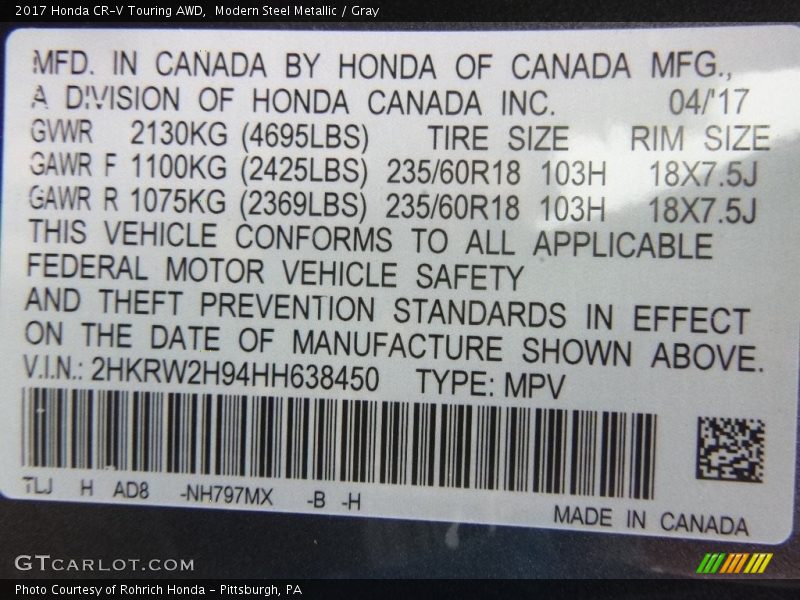 2017 Honda CR-V Touring AWD,  Modern Steel Metallic / Gray
MFD. IN CANADA BY HONDA OF CANADA MFG.,
A DIVISION OF HONDA CANADA INC. 04/'17
GVWR 2130KG (4695LBS) TIRE SIZE RIM SIZE
GAWR F 1100KG (2425LBS) 235/60R18 103H 18X7.5J
GAWR R 1075KG (2369LBS) 235/60R18 103H 18X7.5J
THIS VEHICLE CONFORMS TO ALL APPLICABLE
FEDERAL MOTOR VEHICLE SAFETY
AND THEFT PREVENTION STANDARDS IN EFFECT
ON THE DATE OF MANUFACTURE SHOWN ABOVE.
V.I.N.: 2HKRW2H94HH638450 TYPE: MPV
TLJ H AD8 -NH797MX -B -H
MADE IN CANADA
GTCARLOT.COM
Photo Courtesy of Rohrich Honda - Pittsburgh, PA